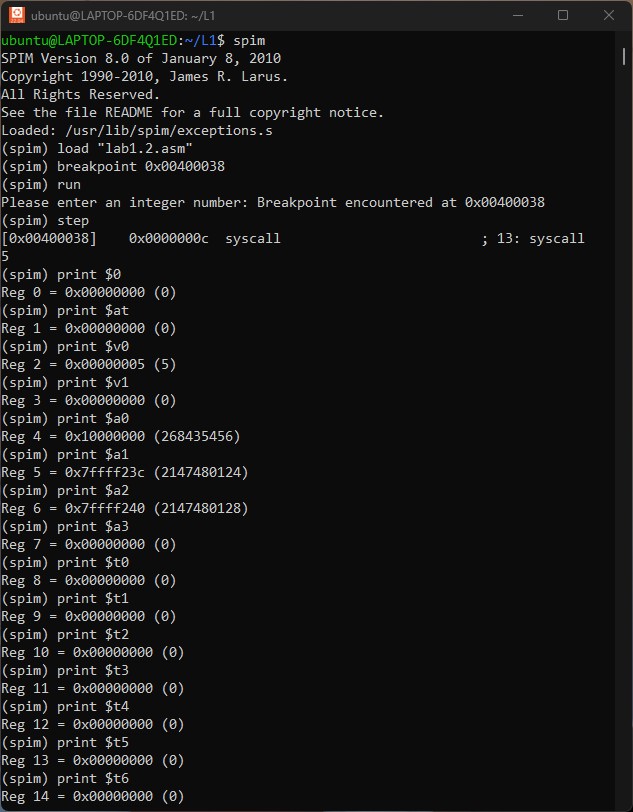 ubuntu@LAPTOP-6DF4Q1ED: ~/L1
ubuntu@LAPTOP-6DF4Q1ED:~/L1$ spim
SPIM Version 8.0 of January 8, 2010
Copyright 1990-2010, James R. Larus.
All Rights Reserved.
See the file README for a full copyright notice.
Loaded: /usr/lib/spim/exceptions.s
(spim) load "lab1.2.asm"
(spim) breakpoint 0x00400038
(spim) run
Please enter an integer number: Breakpoint encountered at 0x00400038
(spim) step
[0x00400038]    0x0000000c  syscall                         ; 13: syscall
5
(spim) print $0
Reg 0 = 0x00000000 (0)
(spim) print $at
Reg 1 = 0x00000000 (0)
(spim) print $v0
Reg 2 = 0x00000005 (5)
(spim) print $v1
Reg 3 = 0x00000000 (0)
(spim) print $a0
Reg 4 = 0x10000000 (268435456)
(spim) print $a1
Reg 5 = 0x7ffff23c (2147480124)
(spim) print $a2
Reg 6 = 0x7ffff240 (2147480128)
(spim) print $a3
Reg 7 = 0x00000000 (0)
(spim) print $t0
Reg 8 = 0x00000000 (0)
(spim) print $t1
Reg 9 = 0x00000000 (0)
(spim) print $t2
Reg 10 = 0x00000000 (0)
(spim) print $t3
Reg 11 = 0x00000000 (0)
(spim) print $t4
Reg 12 = 0x00000000 (0)
(spim) print $t5
Reg 13 = 0x00000000 (0)
(spim) print $t6
Reg 14 = 0x00000000 (0)